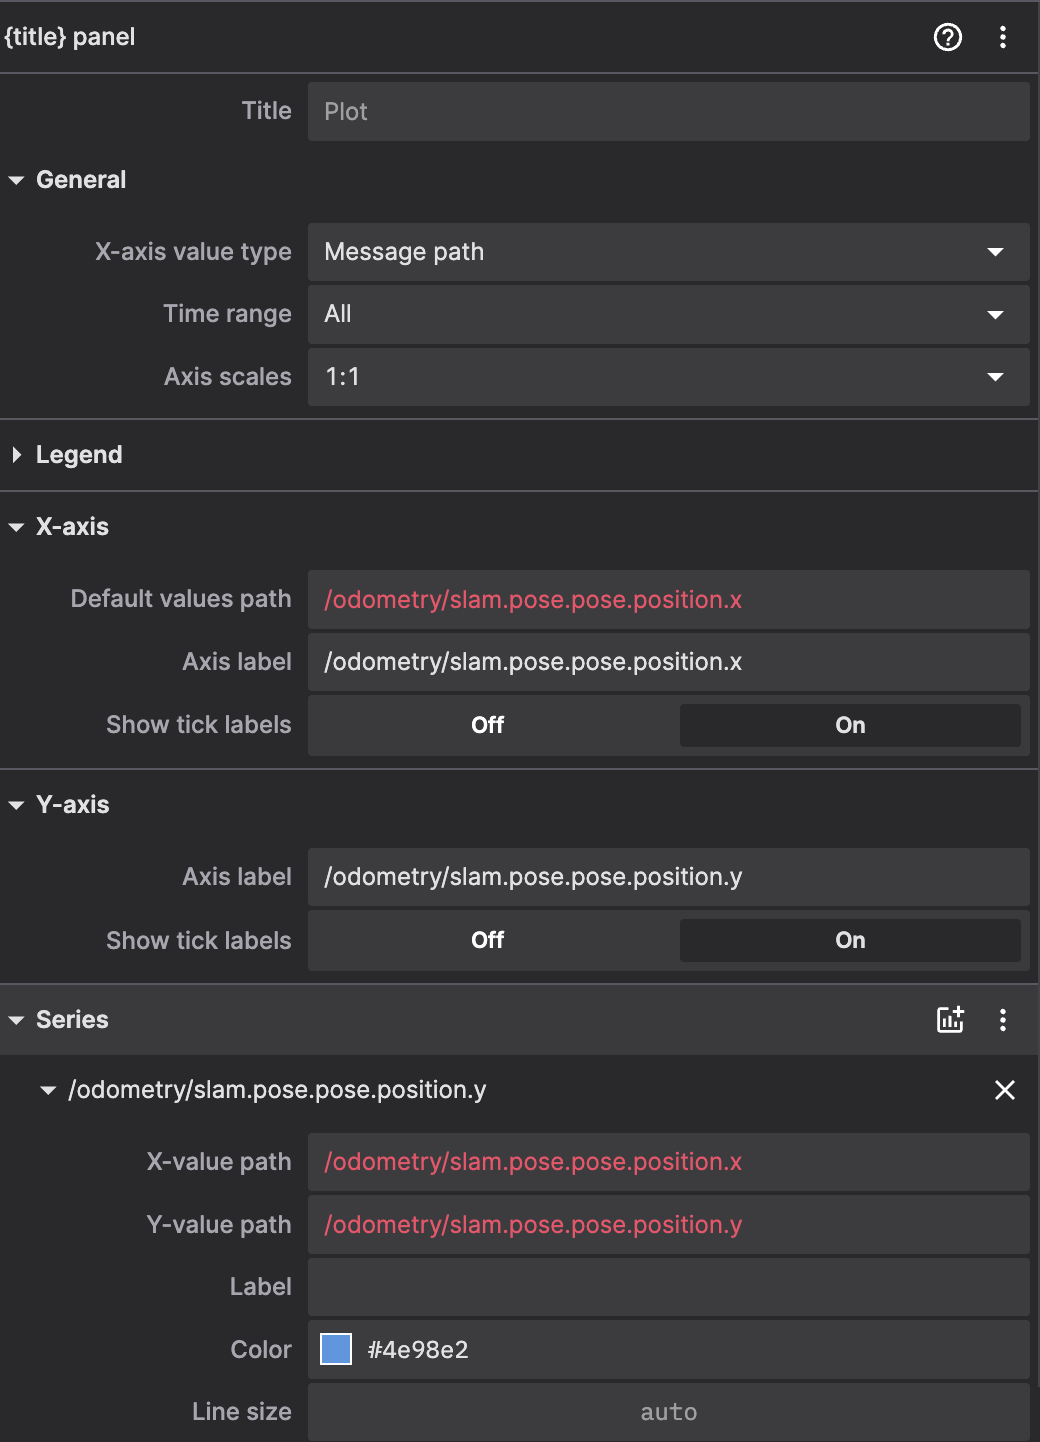 {title} panel
Title Plot
General
X-axis value type Message path
Time range All
Axis scales 1:1
Legend
X-axis
Default values path /odometry/slam.pose.pose.position.x
Axis label /odometry/slam.pose.pose.position.x
Show tick labels Off On
Y-axis
Axis label /odometry/slam.pose.pose.position.y
Show tick labels Off On
Series
/odometry/slam.pose.pose.position.y
X-value path /odometry/slam.pose.pose.position.x
Y-value path /odometry/slam.pose.pose.position.y
Label
Color #4e98e2
Line size auto